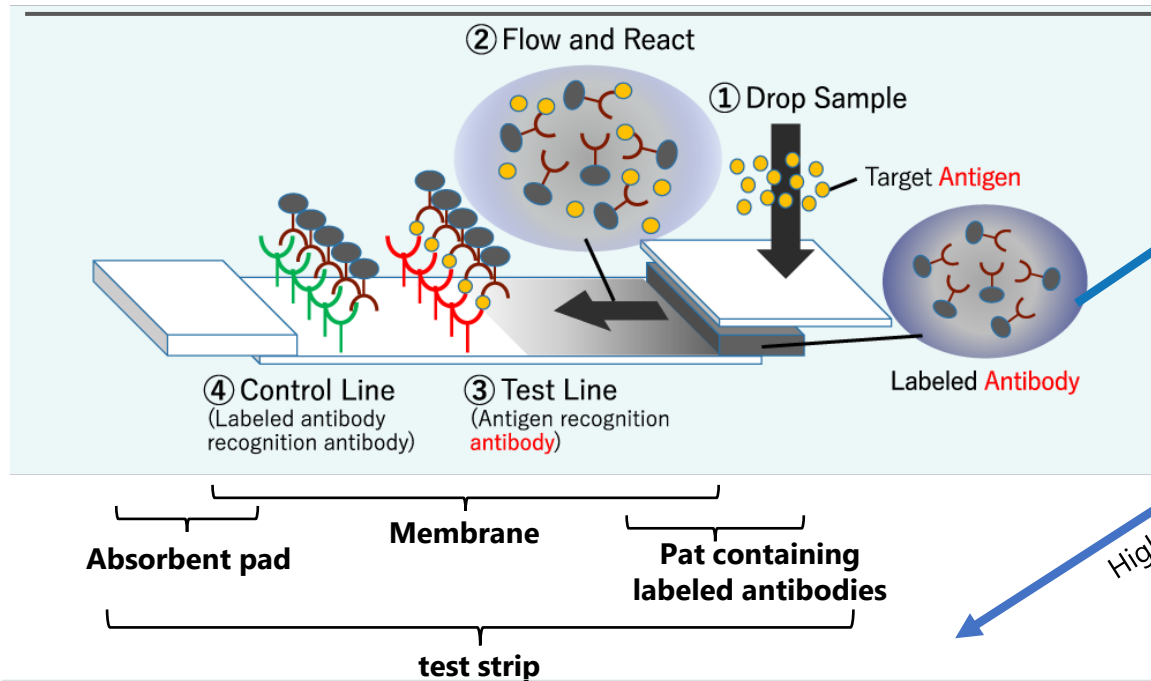 ② Flow and React
① Drop Sample
Target Antigen
Labeled Antibody
④ Control Line
(Labeled antibody
recognition antibody)
③ Test Line
(Antigen recognition
antibody)
Membrane
Absorbent pad
Pat containing
labeled antibodies
High
test strip